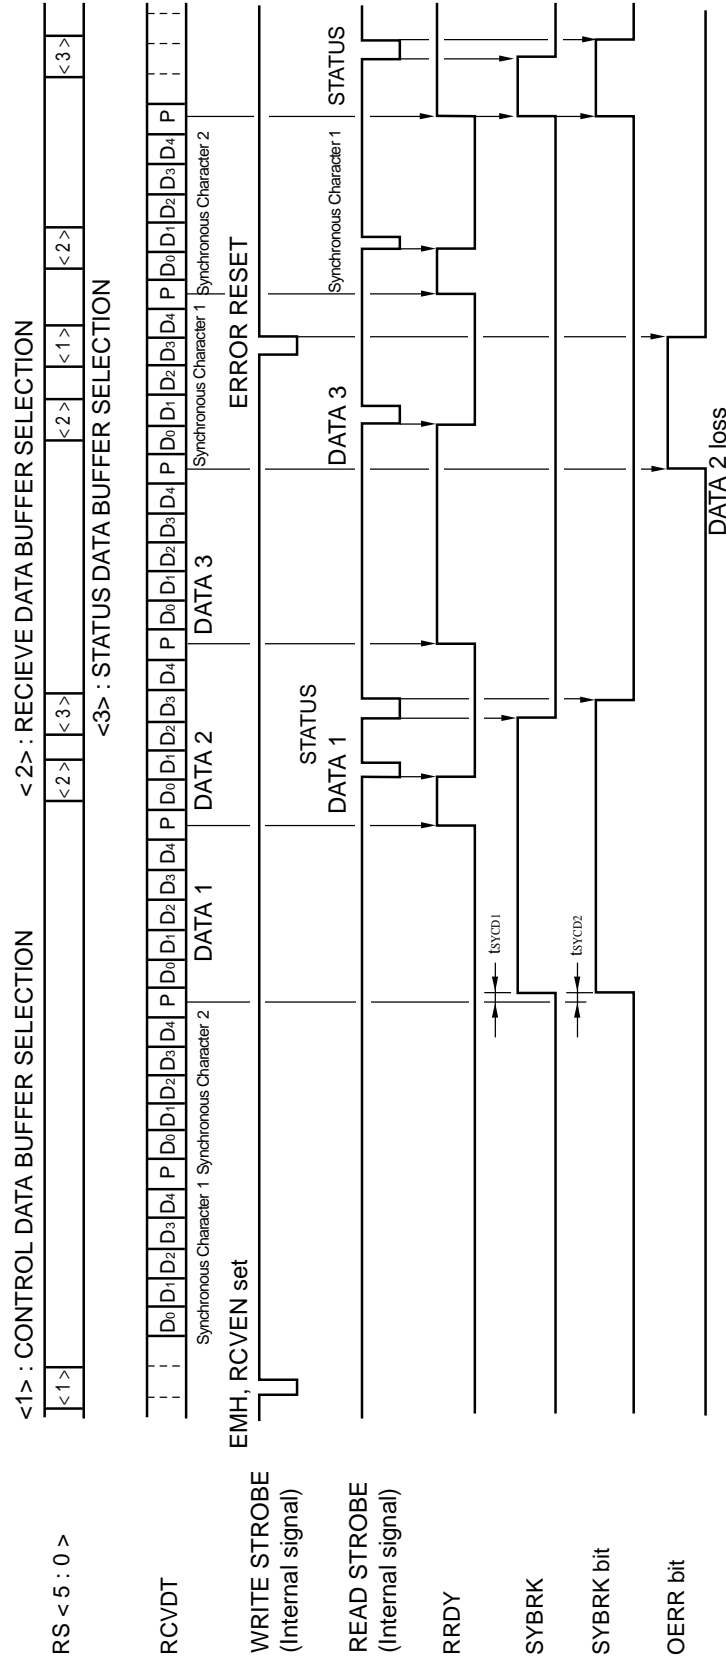 <1> : CONTROL DATA BUFFER SELECTION
<2> : RECIEVE DATA BUFFER SELECTION
<3> : STATUS DATA BUFFER SELECTION
RS < 5 : 0 >
<1> <2> <3> <2> <1> <2> <3>
RCVDT
D0 D1 D2 D3 D4 P D0 D1 D2 D3 D4 P D0 D1 D2 D3 D4 P D0 D1 D2 D3 D4 P D0 D1 D2 D3 D4 P D0 D1 D2 D3 D4 P D0 D1 D2 D3 D4 P
Synchronous Character 1 Synchronous Character 2 DATA 1 DATA 2 DATA 3 Synchronous Character 1 Synchronous Character 2
EMH, RCVEN set
ERROR RESET
WRITE STROBE
(Internal signal)
STATUS
DATA 1
DATA 3
Synchronous Character 1
STATUS
READ STROBE
(Internal signal)
RRDY
tSYCD1
SYBRK
tSYCD2
SYBRK bit
OERR bit
DATA 2 loss